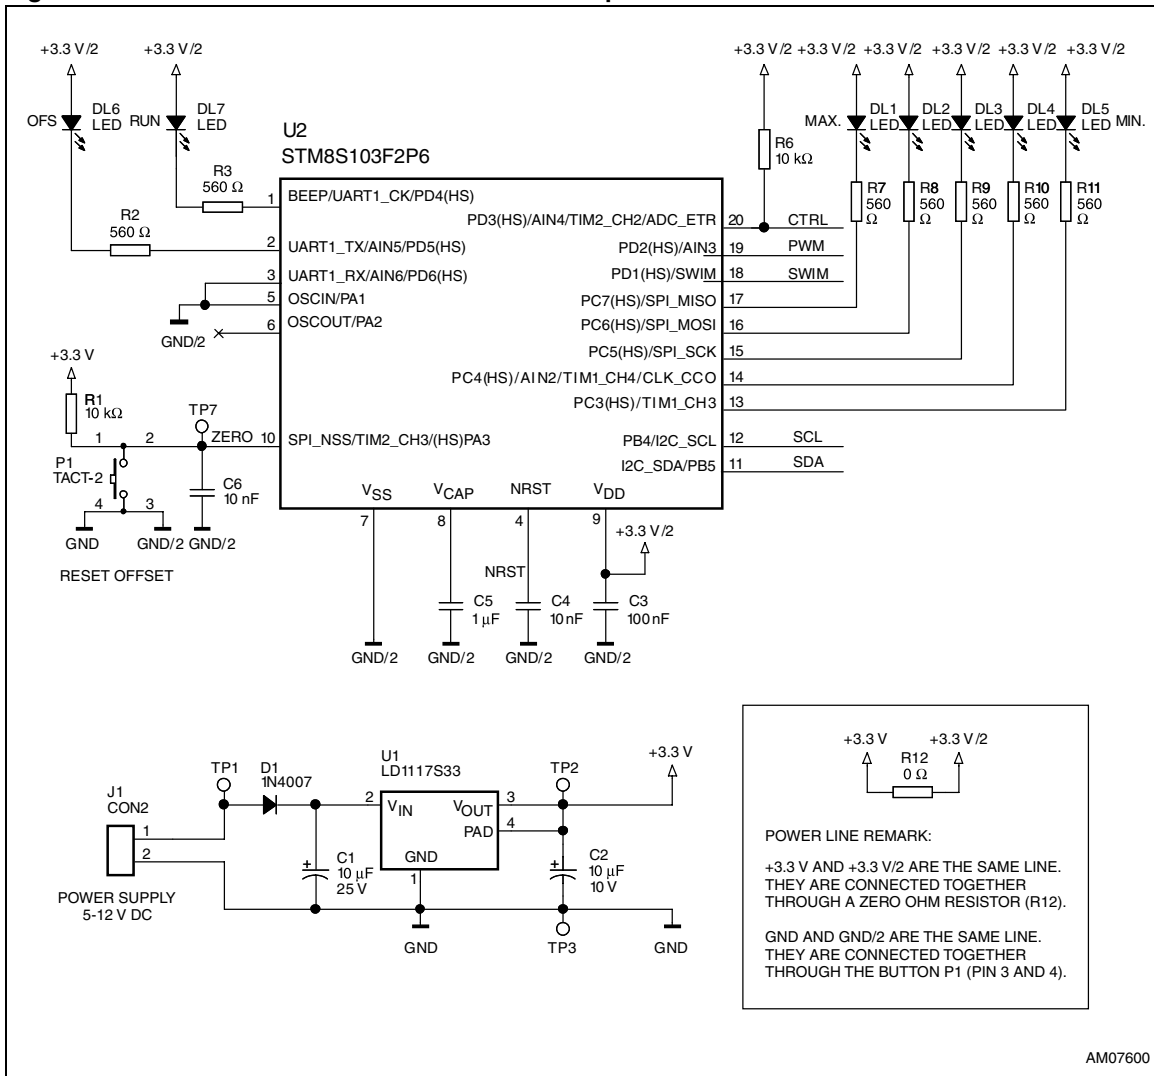 +3.3 V/2
+3.3 V/2
+3.3 V/2
+3.3 V/2
+3.3 V/2
+3.3 V/2
+3.3 V/2
+3.3 V/2
OFS
DL6
LED
RUN
DL7
LED
MAX.
DL1
LED
DL2
LED
DL3
LED
DL4
LED
DL5
LED
MIN.
U2
STM8S103F2P6
R6
10 kΩ
R3
560 Ω
R2
560 Ω
R7
560
Ω
R8
560
Ω
R9
560
Ω
R10
560
Ω
R11
560
Ω
1
BEEP/UART1_CK/PD4(HS)
2
UART1_TX/AIN5/PD5(HS)
3
UART1_RX/AIN6/PD6(HS)
5
OSCIN/PA1
6
OSCOUT/PA2
GND/2
PD3(HS)/AIN4/TIM2_CH2/ADC_ETR
20
CTRL
PD2(HS)/AIN3
19
PWM
PD1(HS)/SWIM
18
SWIM
PC7(HS)/SPI_MISO
17
PC6(HS)/SPI_MOSI
16
PC5(HS)/SPI_SCK
15
PC4(HS)/AIN2/TIM1_CH4/CLK_CCO
14
PC3(HS)/TIM1_CH3
13
PB4/I2C_SCL
12
SCL
I2C_SDA/PB5
11
SDA
+3.3 V
R1
10 kΩ
TP7
1
2
ZERO
10
SPI_NSS/TIM2_CH3/(HS)PA3
P1
TACT-2
C6
10 nF
4
3
GND
GND/2
GND/2
RESET OFFSET
VSS
VCAP
NRST
VDD
7
8
4
9
+3.3 V/2
NRST
C5
1 µF
C4
10 nF
C3
100 nF
GND/2
GND/2
GND/2
GND/2
J1
CON2
1
2
POWER SUPPLY
5-12 V DC
TP1
D1
1N4007
U1
LD1117S33
2
VIN
VOUT
3
PAD
4
GND
1
TP2
+3.3 V
+
C1
10 µF
25 V
+
C2
10 µF
10 V
GND
TP3
GND
+3.3 V
+3.3 V/2
R12
0 Ω
POWER LINE REMARK:
+3.3 V AND +3.3 V/2 ARE THE SAME LINE.
THEY ARE CONNECTED TOGETHER
THROUGH A ZERO OHM RESISTOR (R12).
GND AND GND/2 ARE THE SAME LINE.
THEY ARE CONNECTED TOGETHER
THROUGH THE BUTTON P1 (PIN 3 AND 4).
AM07600